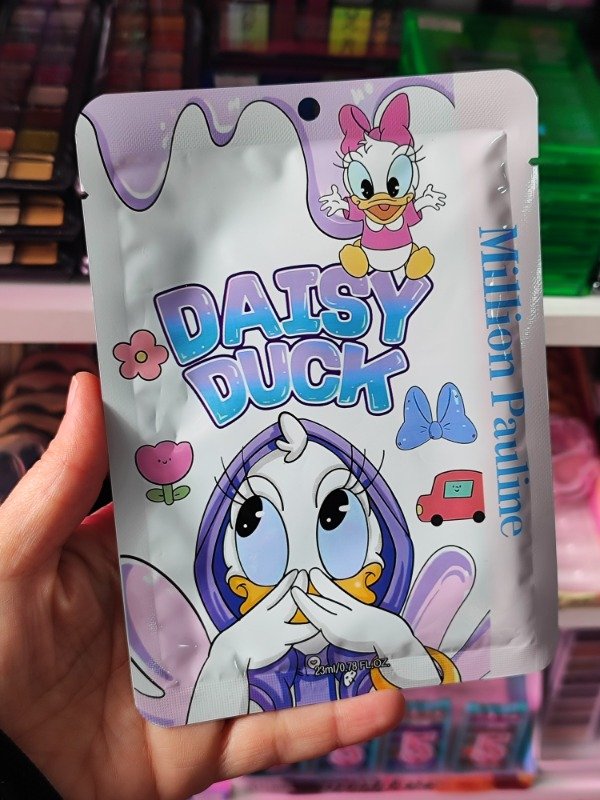 DAISY
DUCK
Million Pauline
23ml/0.78 FL.OZ.